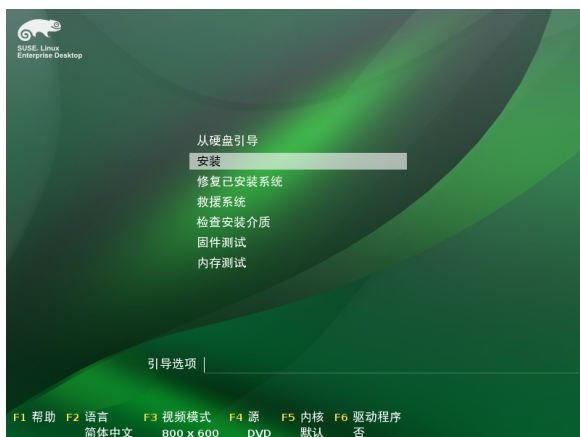 SUSE. Linux
Enterprise Desktop
从硬盘引导
安装
修复已安装系统
救援系统
检查安装介质
固件测试
内存测试
引导选项
F1 帮助 F2 语言 F3 视频模式 F4 源 F5 内核 F6 驱动程序
简体中文 800 x 600 DVD 默认 否